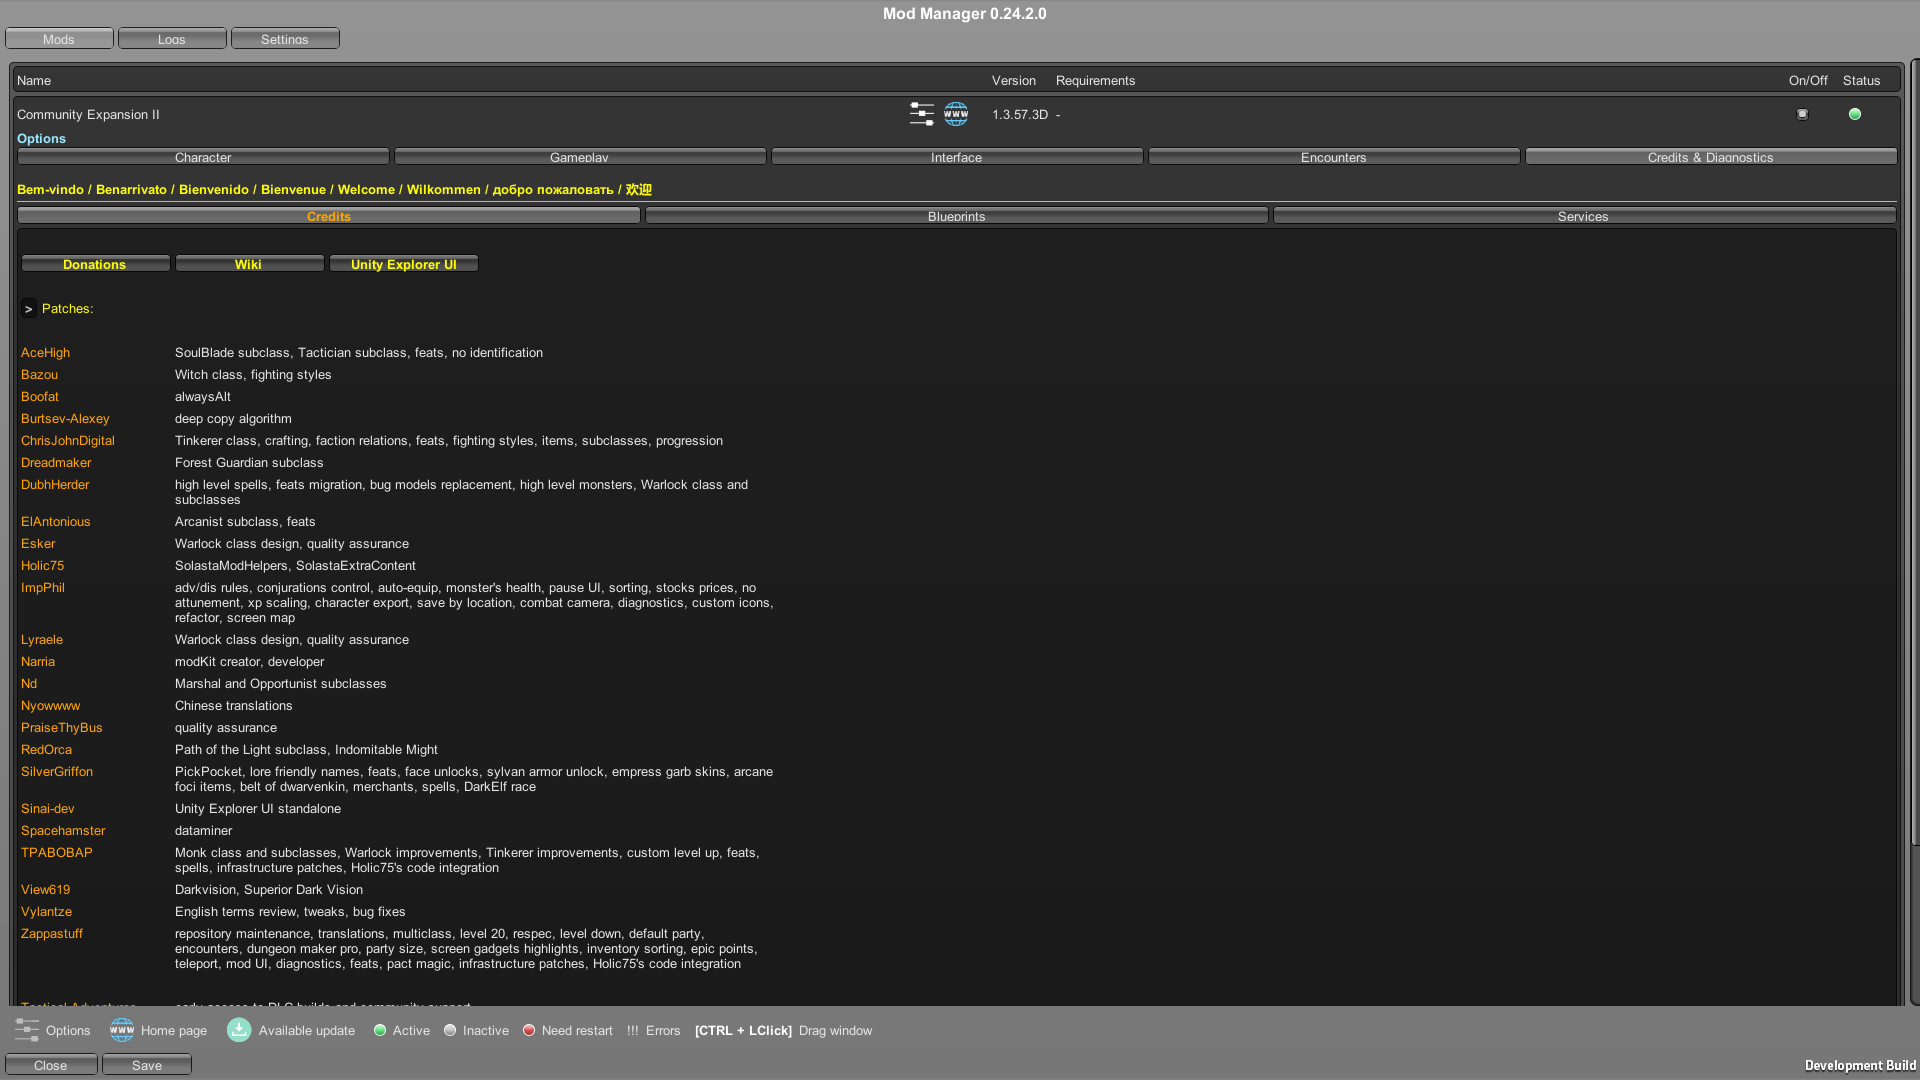 Mod Manager 0.24.2.0
Mods Logs Settings
Name Version Requirements On/Off Status
Community Expansion II www 1.3.57.3D -
Options
Character Gameplay Interface Encounters Credits & Diagnostics
Bem-vindo / Benarrivato / Bienvenido / Bienvenue / Welcome / Wilkommen / добро пожаловать / 欢迎
Credits Blueprints Services
Donations Wiki Unity Explorer UI
> Patches:
AceHigh SoulBlade subclass, Tactician subclass, feats, no identification
Bazou Witch class, fighting styles
Boofat alwaysAlt
Burtsev-Alexey deep copy algorithm
ChrisJohnDigital Tinkerer class, crafting, faction relations, feats, fighting styles, items, subclasses, progression
Dreadmaker Forest Guardian subclass
DubhHerder high level spells, feats migration, bug models replacement, high level monsters, Warlock class and
subclasses
ElAntonious Arcanist subclass, feats
Esker Warlock class design, quality assurance
Holic75 SolastaModHelpers, SolastaExtraContent
ImpPhil adv/dis rules, conjurations control, auto-equip, monster's health, pause UI, sorting, stocks prices, no
attunement, xp scaling, character export, save by location, combat camera, diagnostics, custom icons,
refactor, screen map
Lyraele Warlock class design, quality assurance
Narria modKit creator, developer
Nd Marshal and Opportunist subclasses
Nyowwww Chinese translations
PraiseThyBus quality assurance
RedOrca Path of the Light subclass, Indomitable Might
SilverGriffon PickPocket, lore friendly names, feats, face unlocks, sylvan armor unlock, empress garb skins, arcane
foci items, belt of dwarvenkin, merchants, spells, DarkElf race
Sinai-dev Unity Explorer UI standalone
Spacehamster dataminer
TPABOBAP Monk class and subclasses, Warlock improvements, Tinkerer improvements, custom level up, feats,
spells, infrastructure patches, Holic75's code integration
View619 Darkvision, Superior Dark Vision
Vylantze English terms review, tweaks, bug fixes
Zappastuff repository maintenance, translations, multiclass, level 20, respec, level down, default party,
encounters, dungeon maker pro, party size, screen gadgets highlights, inventory sorting, epic points,
teleport, mod UI, diagnostics, feats, pact magic, infrastructure patches, Holic75's code integration
Tactical Adventures early access to DLC builds and community support
Options www Home page Available update Active Inactive Need restart !!! Errors [CTRL + LClick] Drag window
Close Save
Development Build